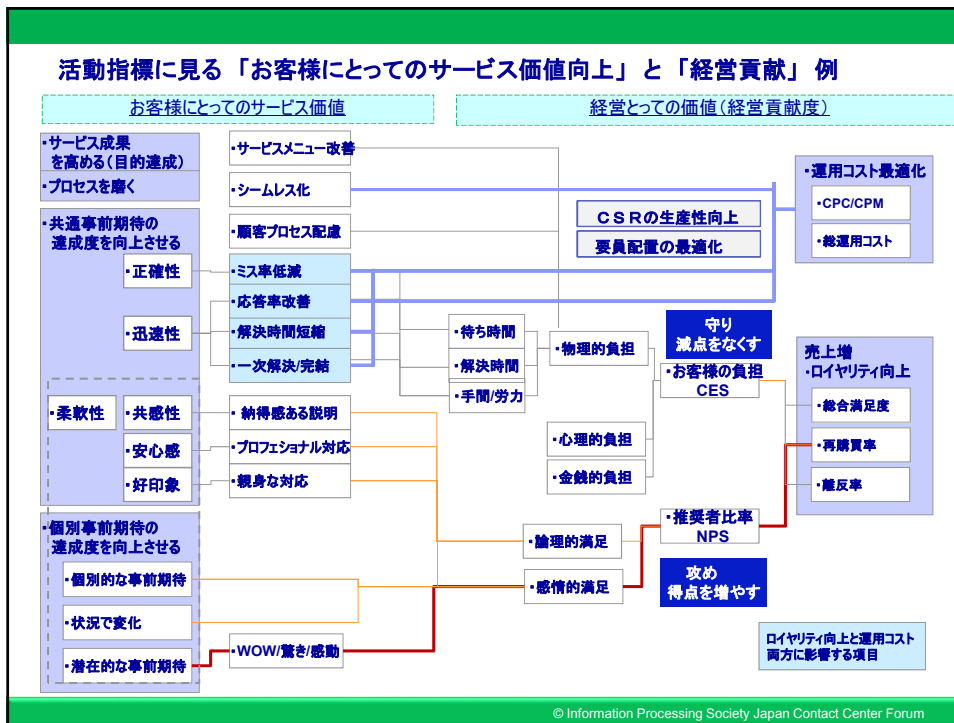 活動指標に見る「お客様にとってのサービス価値向上」と「経営貢献」例
お客様にとってのサービス価値
経営とっての価値(経営貢献度)
・サービス成果
を高める(目的達成)
・プロセスを磨く
・共通事前期待の
達成度を向上させる
・正確性
・迅速性
・柔軟性
・共感性
・安心感
・好印象
・個別事前期待の
達成度を向上させる
・個別的な事前期待
・状況で変化
・潜在的な事前期待
・サービスメニュー改善
・シームレス化
・顧客プロセス配慮
・ミス率低減
・応答率改善
・解決時間短縮
・一次解決/完結
・納得感ある説明
・プロフェショナル対応
・親身な対応
・WOW/驚き/感動
・待ち時間
・解決時間
・手間/労力
・物理的負担
・心理的負担
・金銭的負担
・論理的満足
・感情的満足
CSRの生産性向上
要員配置の最適化
守り
減点をなくす
・お客様の負担
CES
・推奨者比率
NPS
攻め
得点を増やす
・運用コスト最適化
・CPC/CPM
・総運用コスト
売上増
・ロイヤリティ向上
・総合満足度
・再購買率
・離反率
ロイヤリティ向上と運用コスト
両方に影響する項目
© Information Processing Society Japan Contact Center Forum